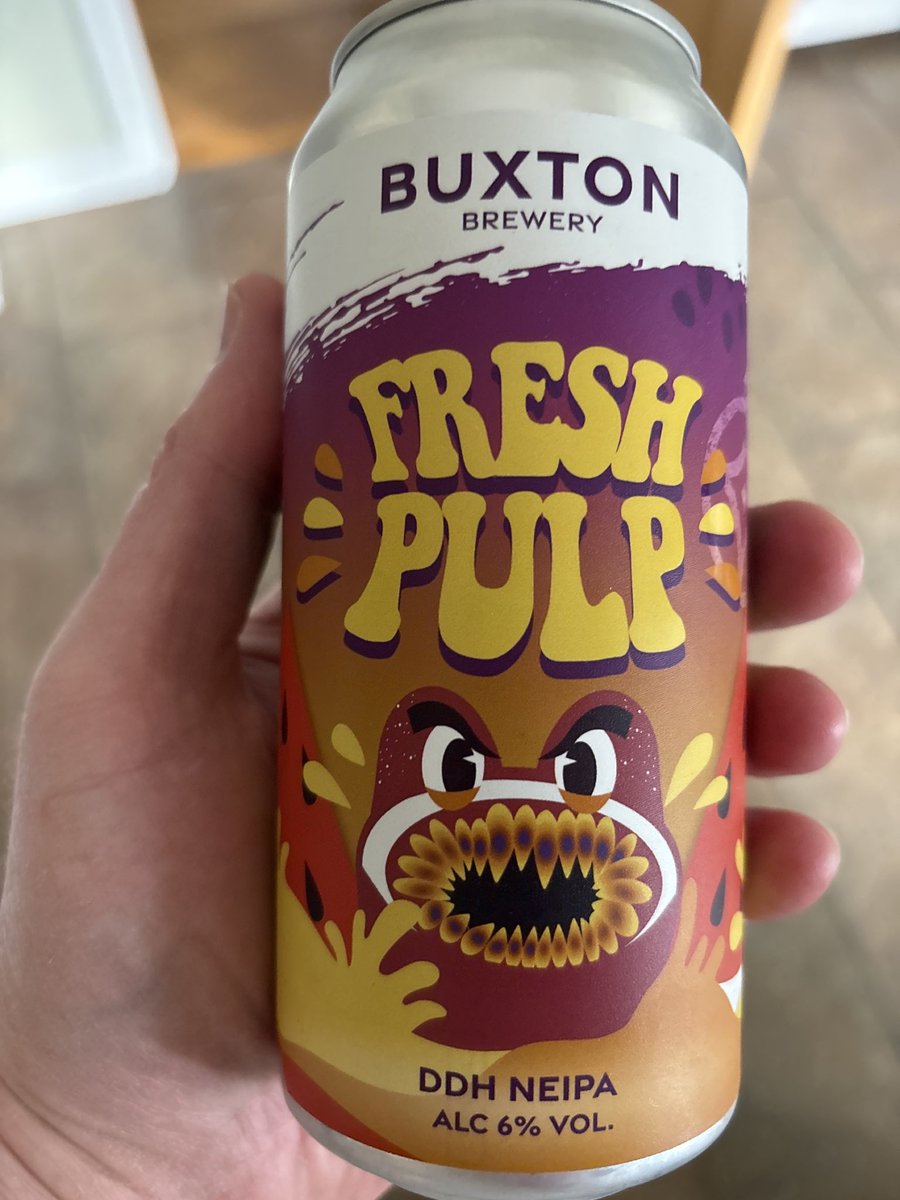 BUXTON
BREWERY
FRESH
PULP
DDH NEIPA
ALC 6% VOL.